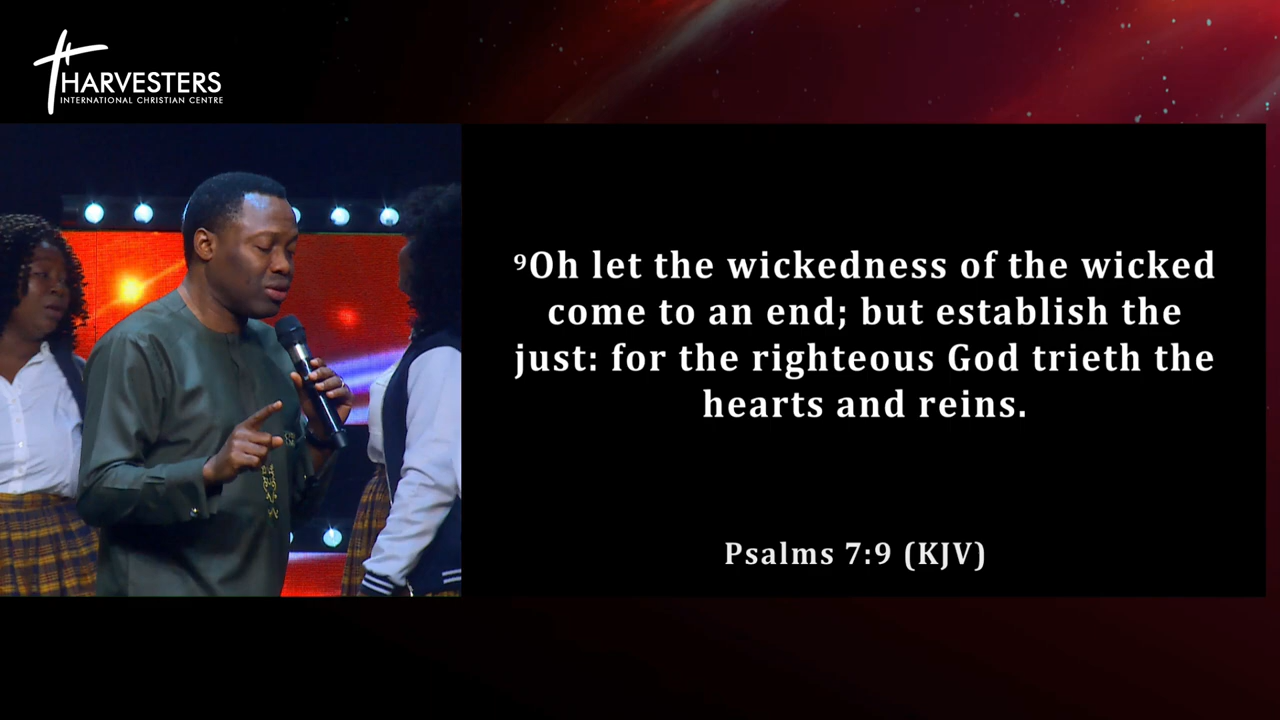 HARVESTERS
INTERNATIONAL CHRISTIAN CENTRE
⁹Oh let the wickedness of the wicked
come to an end; but establish the
just: for the righteous God trieth the
hearts and reins.
Psalms 7:9 (KJV)